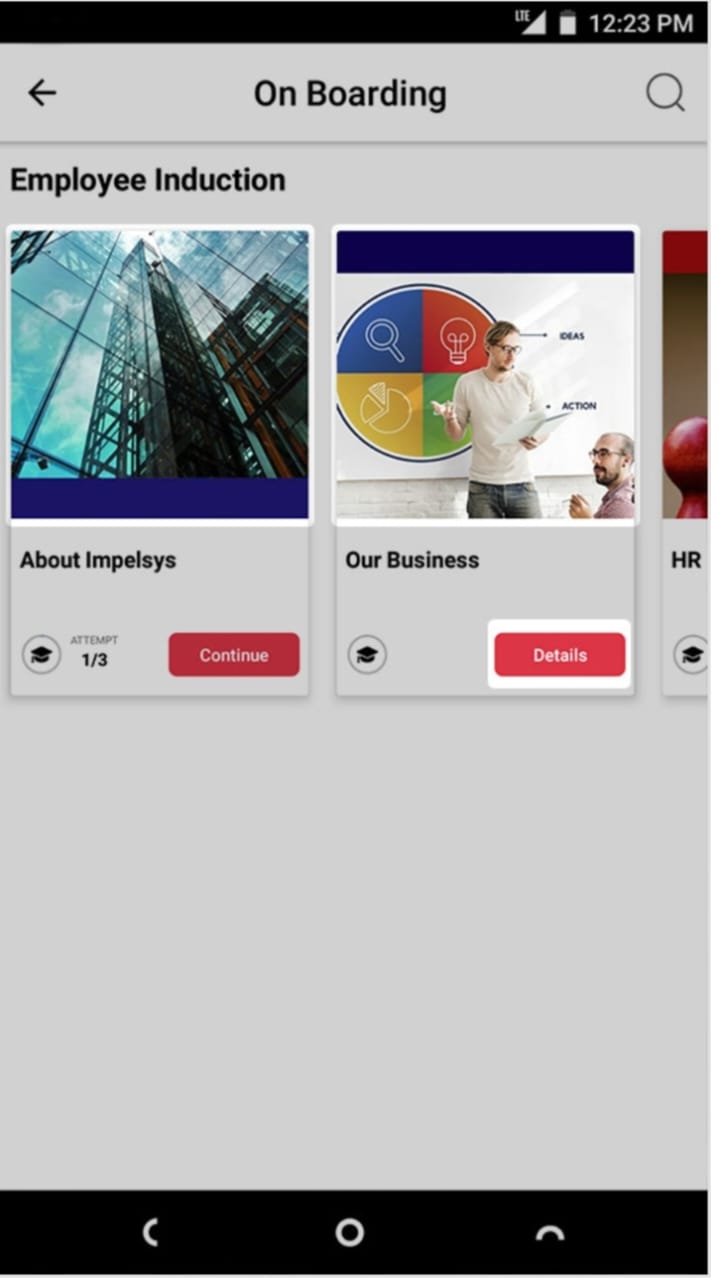 LTE 12:23 PM
On Boarding
Employee Induction
IDEAS
ACTION
About Impelsys
Our Business
HR
ATTEMPT
1/3
Continue
Details